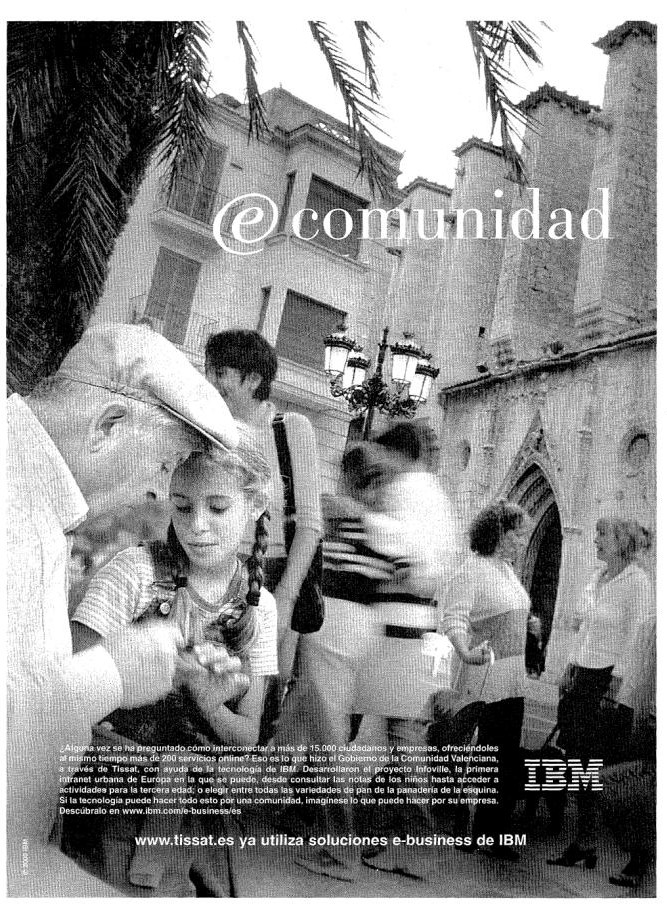 @comunidad
¿Alguna vez se ha preguntado cómo interconectar a más de 15.000 ciudadanos y empresas, ofreciéndoles
al mismo tiempo más de 200 servicios online? Eso es lo que hizo el Gobierno de la Comunidad Valenciana,
a través de Tissat, con ayuda de la tecnología de IBM. Desarrollaron el proyecto Infoville, la primera
intranet urbana de Europa en la que se puede, desde consultar las notas de los niños hasta acceder a
actividades para la tercera edad; o elegir entre todas las variedades de pan de la panadería de la esquina.
Si la tecnología puede hacer todo esto por una comunidad, imagínese lo que puede hacer por su empresa.
Descúbralo en www.ibm.com/e-business/es
IBM
www.tissat.es ya utiliza soluciones e-business de IBM
© 2000 IBM